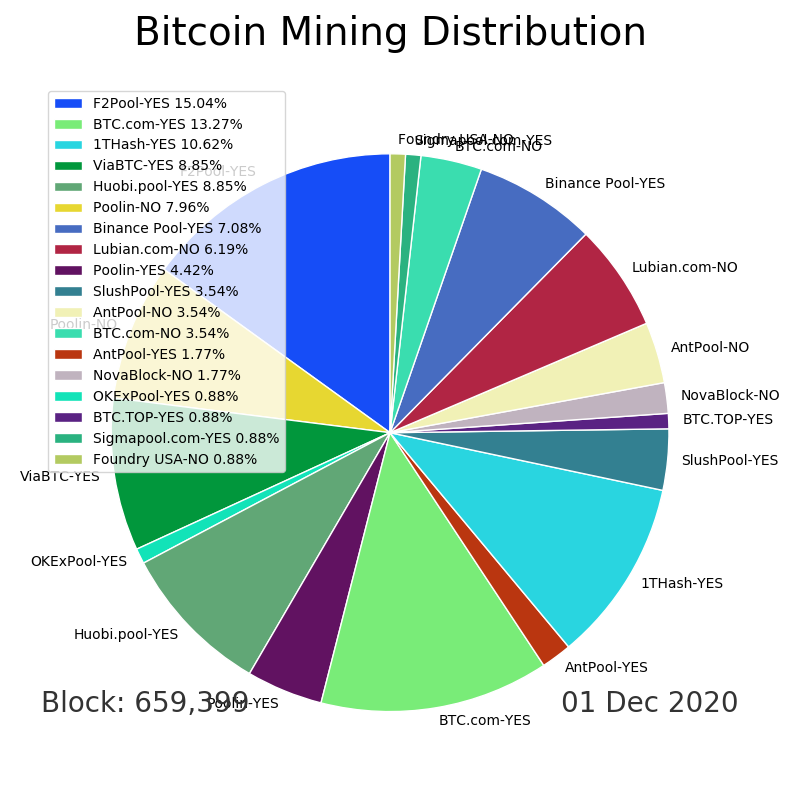 Bitcoin Mining Distribution
F2Pool-YES 15.04%
BTC.com-YES 13.27%
1THash-YES 10.62%
ViaBTC-YES 8.85%
Huobi.pool-YES 8.85%
Poolin-NO 7.96%
Binance Pool-YES 7.08%
Lubian.com-NO 6.19%
Poolin-YES 4.42%
SlushPool-YES 3.54%
AntPool-NO 3.54%
BTC.com-NO 3.54%
AntPool-YES 1.77%
NovaBlock-NO 1.77%
OKExPool-YES 0.88%
BTC.TOP-YES 0.88%
Sigmapool.com-YES 0.88%
Foundry USA-NO 0.88%
Foundry USA-NO
Sigmapool.com-YES
BTC.com-NO
Binance Pool-YES
Lubian.com-NO
AntPool-NO
NovaBlock-NO
BTC.TOP-YES
SlushPool-YES
1THash-YES
AntPool-YES
BTC.com-YES
Poolin-YES
Huobi.pool-YES
OKExPool-YES
ViaBTC-YES
Poolin-NO
F2Pool-YES
Block: 659,399
01 Dec 2020